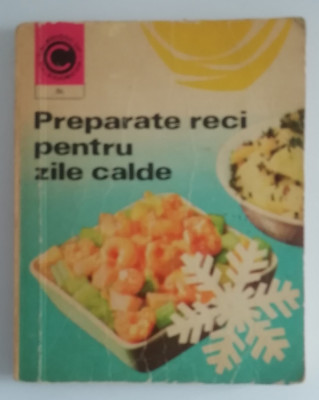 C
Preparate reci
pentru
zile calde